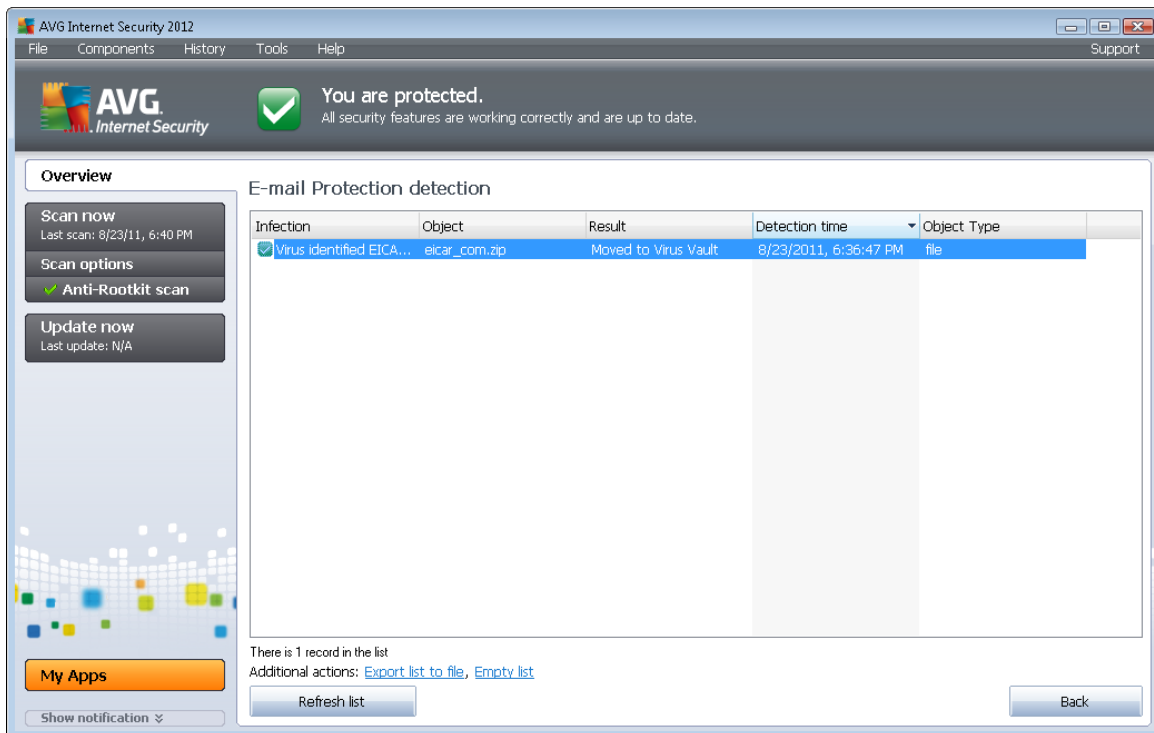 AVG Internet Security 2012
File Components History Tools Help Support
AVG.
Internet Security
You are protected.
All security features are working correctly and are up to date.
Overview
Scan now
Last scan: 8/23/11, 6:40 PM
Scan options
Anti-Rootkit scan
Update now
Last update: N/A
My Apps
Show notification
E-mail Protection detection
Infection Object Result Detection time Object Type
Virus identified EICA... eicar_com.zip Moved to Virus Vault 8/23/2011, 6:36:47 PM file
There is 1 record in the list
Additional actions: Export list to file, Empty list
Refresh list Back